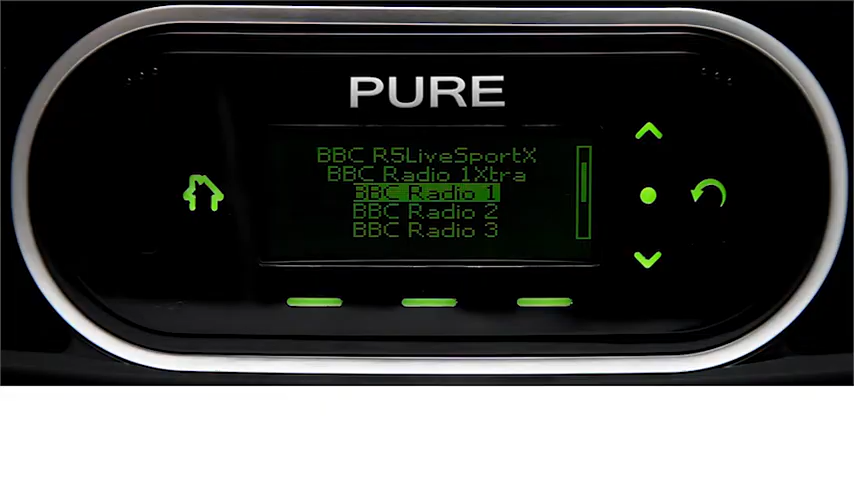 PURE
BBC R5LiveSportX
BBC Radio 1Xtra
BBC Radio 1
BBC Radio 2
BBC Radio 3